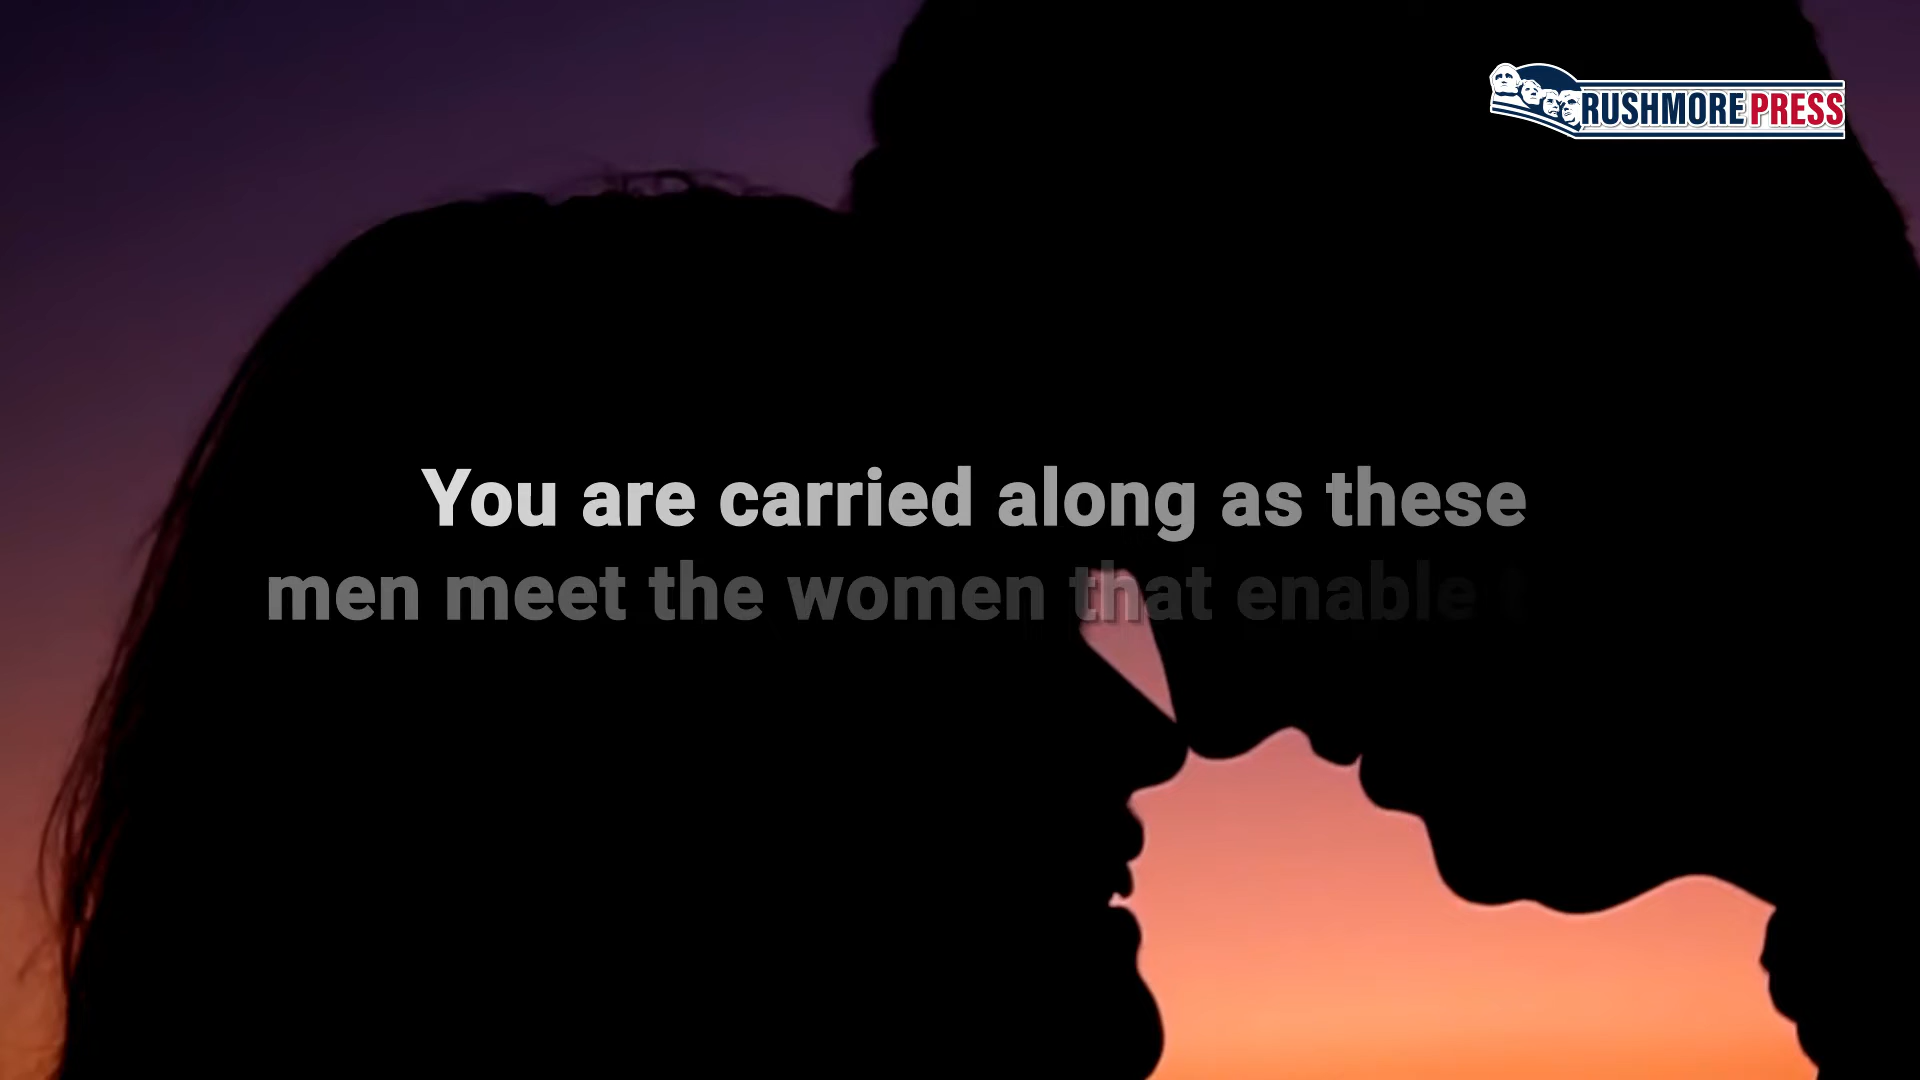 RUSHMORE PRESS
You are carried along as these
men meet the women that enable t